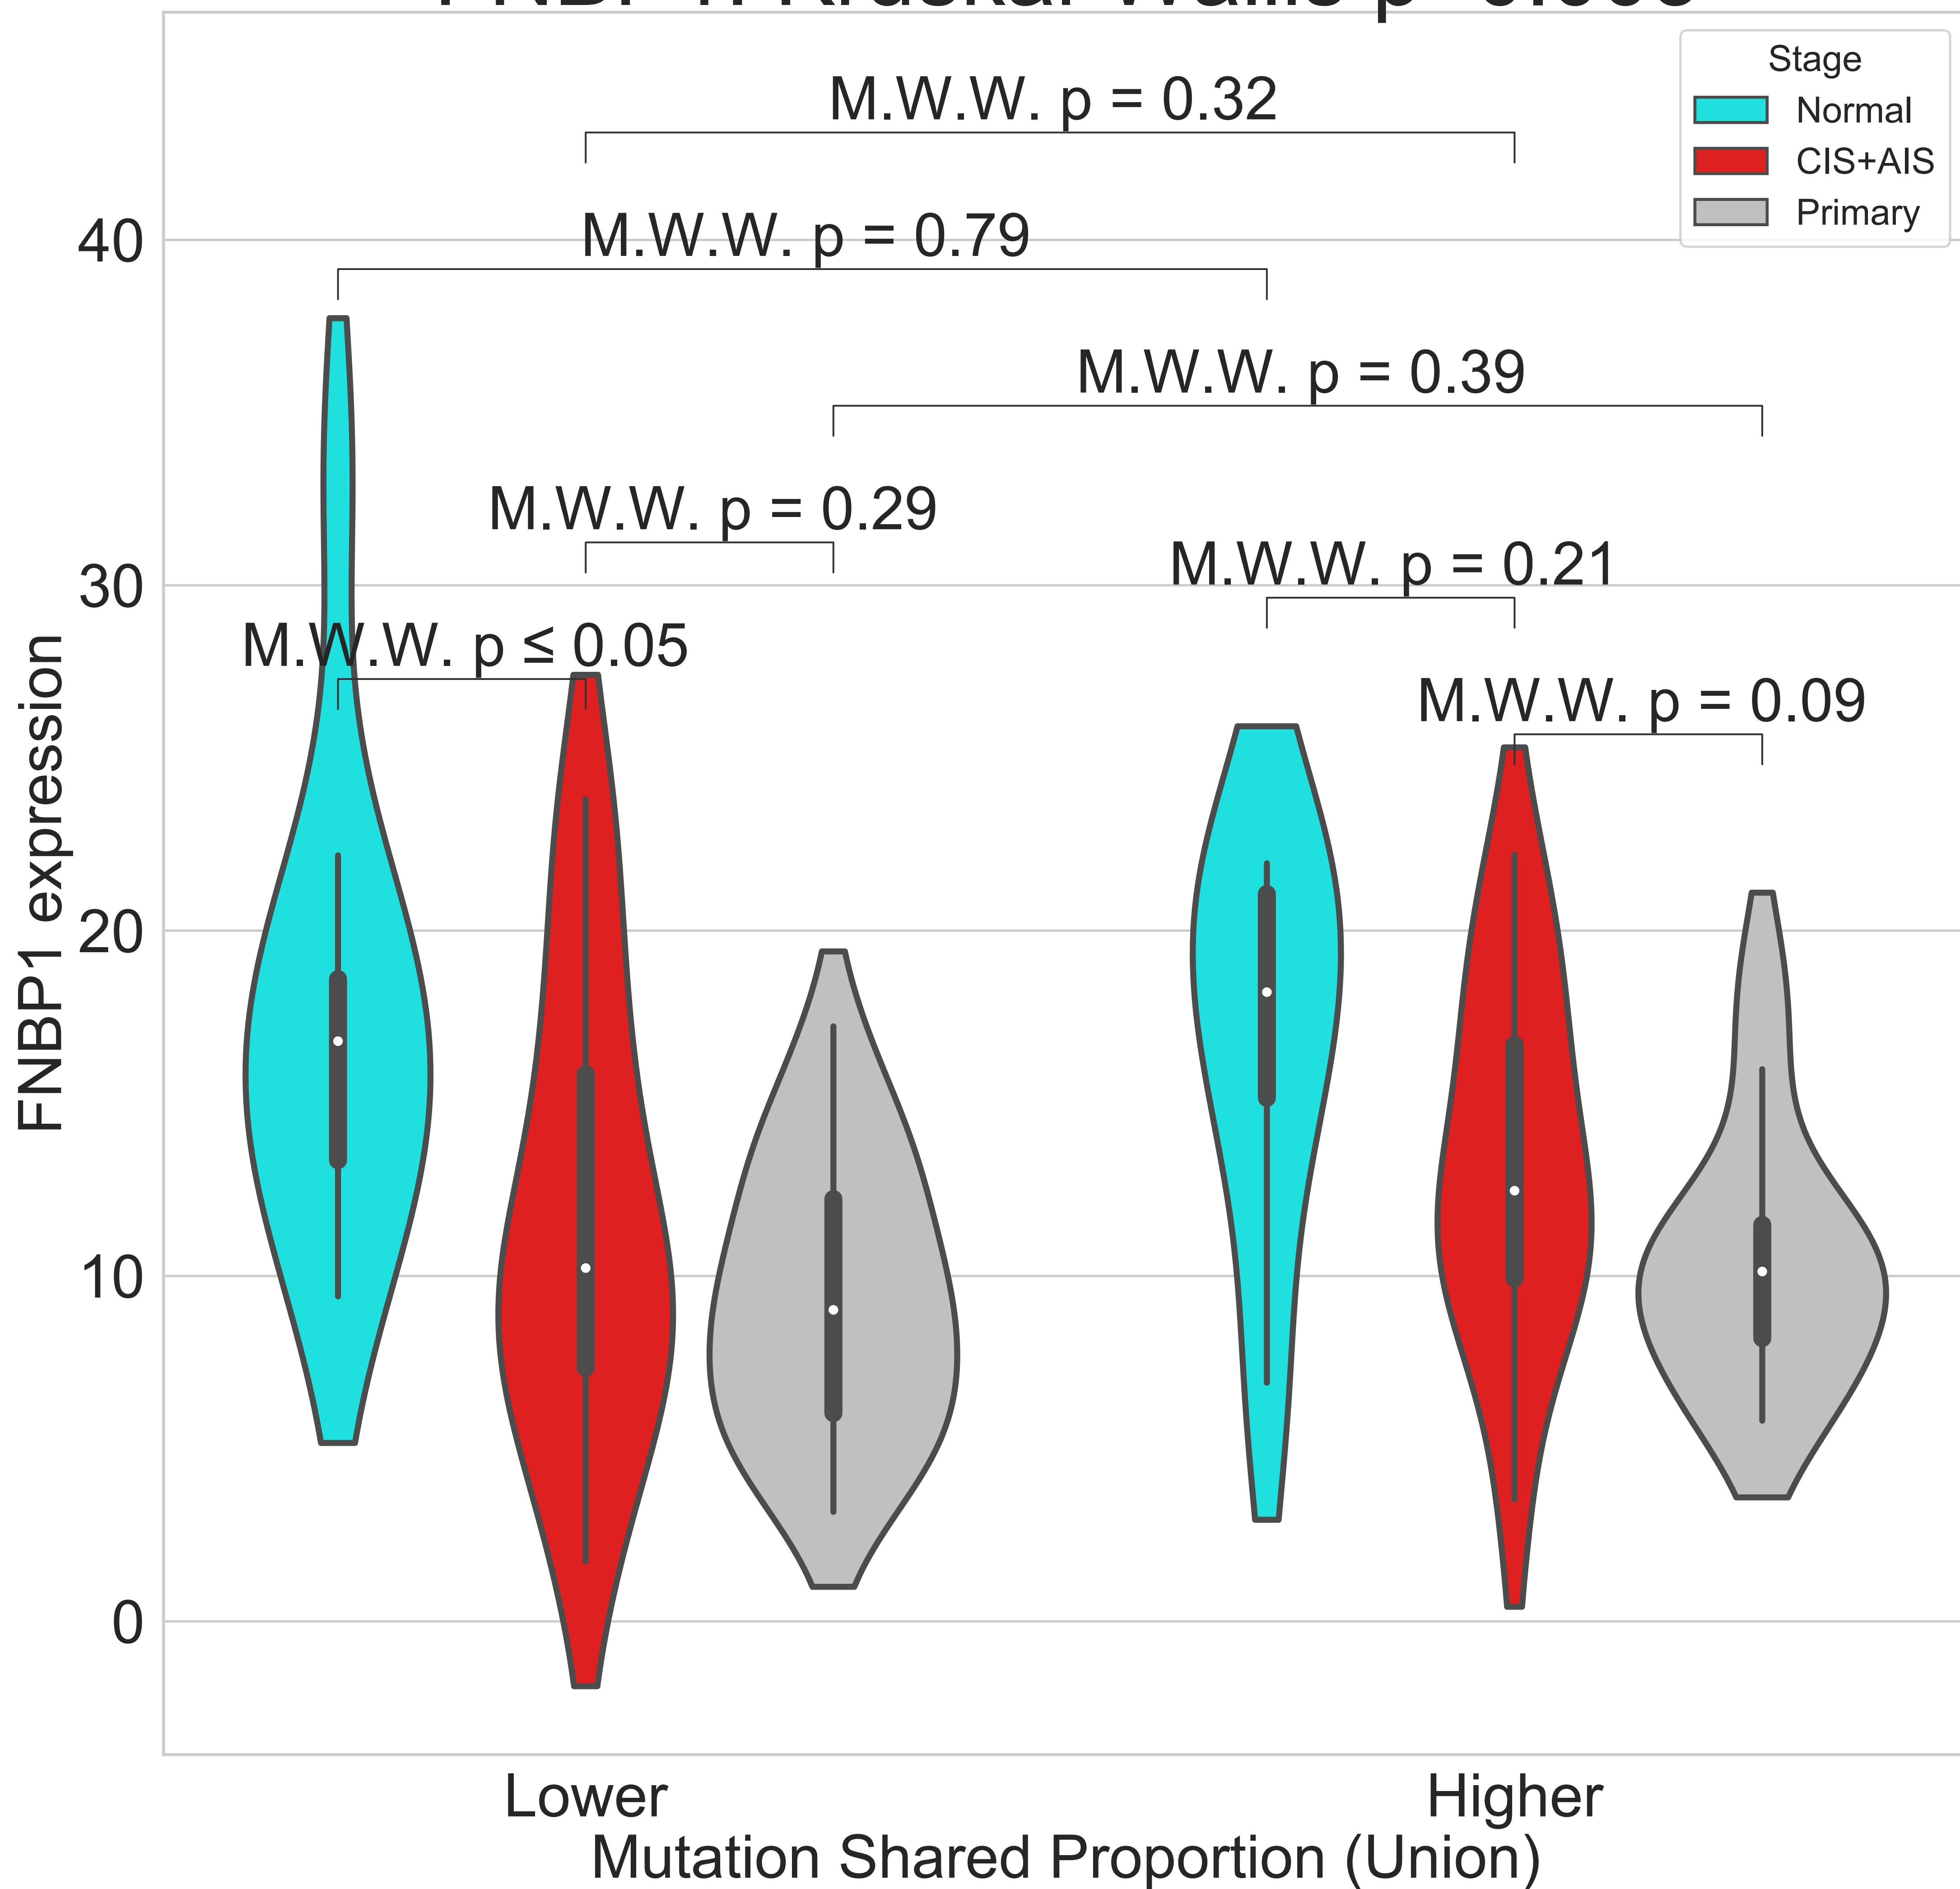 Stage
Normal
CIS+AIS
Primary
M.W.W. p = 0.32
M.W.W. p = 0.79
M.W.W. p = 0.39
M.W.W. p = 0.29
M.W.W. p = 0.21
M.W.W. p ≤ 0.05
M.W.W. p = 0.09
40
30
20
10
0
FNBP1 expression
Lower
Higher
Mutation Shared Proportion (Union)